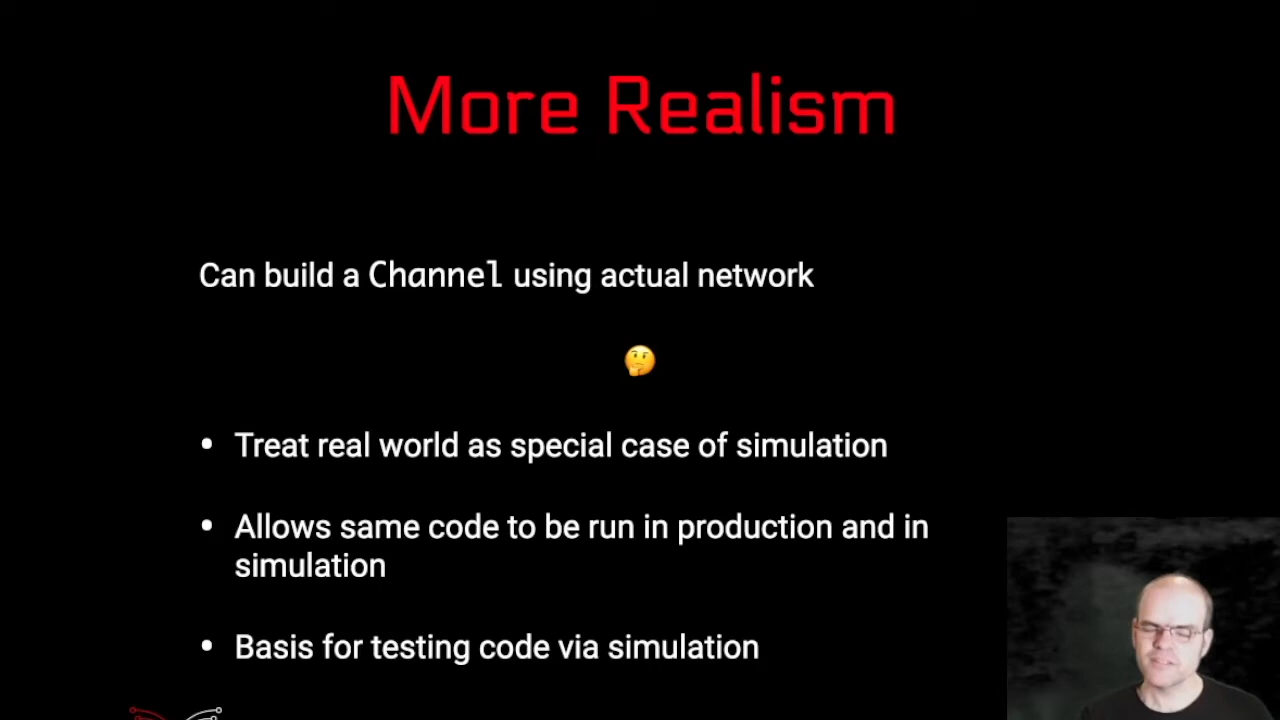 More Realism
Can build a Channel using actual network
🤔
• Treat real world as special case of simulation
• Allows same code to be run in production and in
simulation
• Basis for testing code via simulation